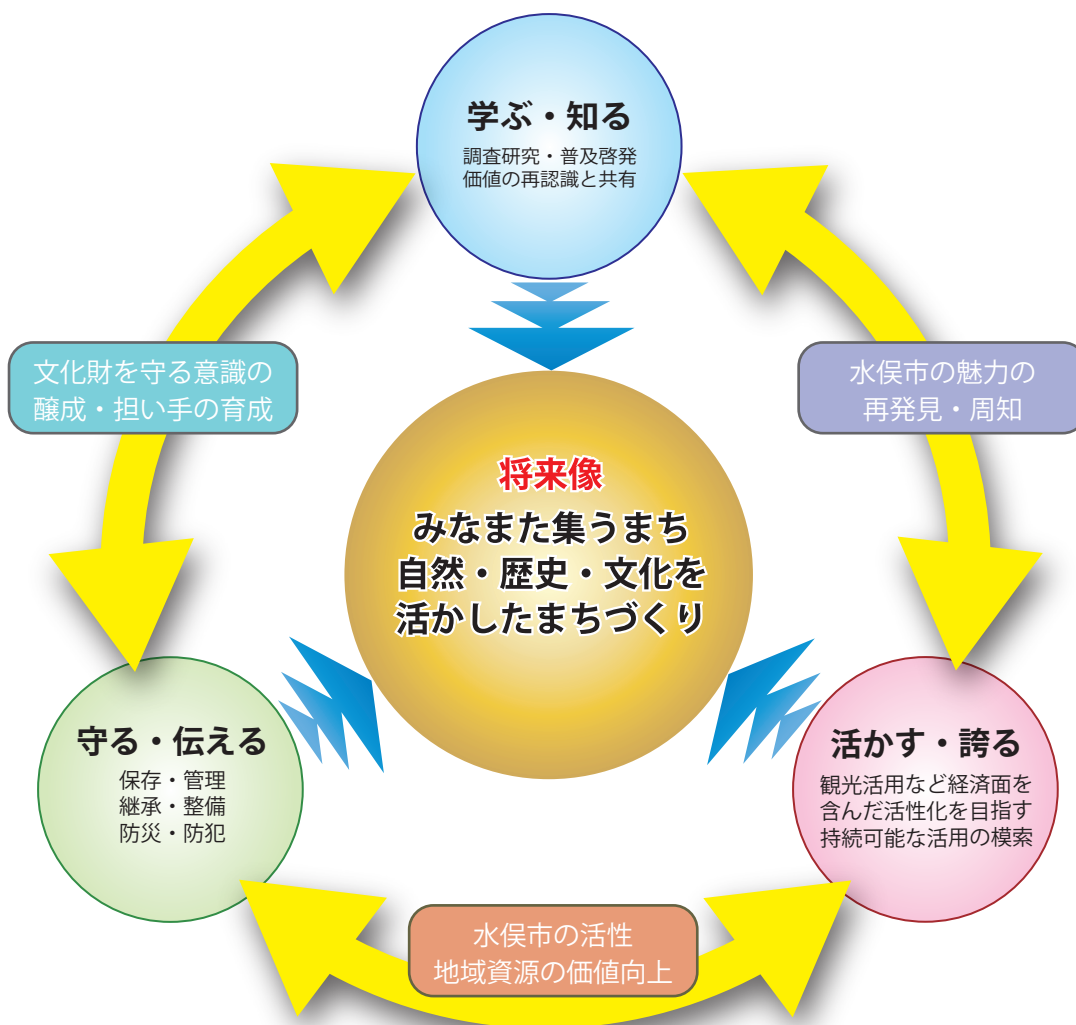 学ぶ・知る
調査研究・普及啓発
価値の再認識と共有
文化財を守る意識の
醸成・担い手の育成
水俣市の魅力の
再発見・周知
将来像
みなまた集うまち
自然・歴史・文化を
活かしたまちづくり
守る・伝える
保存・管理
継承・整備
防災・防犯
活かす・誇る
観光活用など経済面を
含んだ活性化を目指す
持続可能な活用の模索
水俣市の活性
地域資源の価値向上